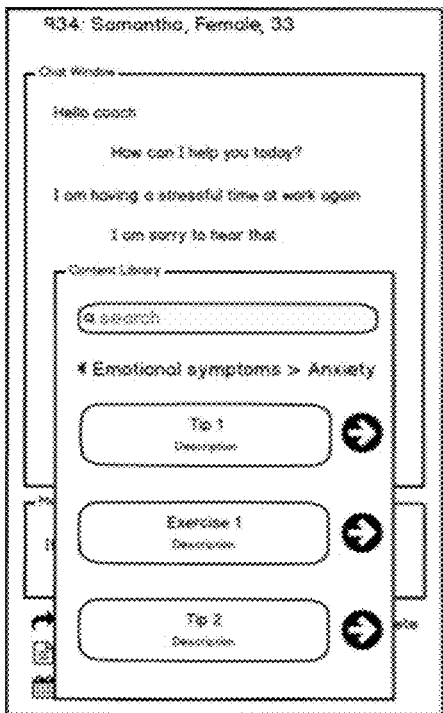 934: Samantha, Female, 33
Chat Window
Hello coach
How can I help you today?
I am having a stressful time at work again
I am sorry to hear that
Content Library
search
Emotional symptoms > Anxiety
Tip 1
Description
Exercise 1
Description
Tip 2
Description